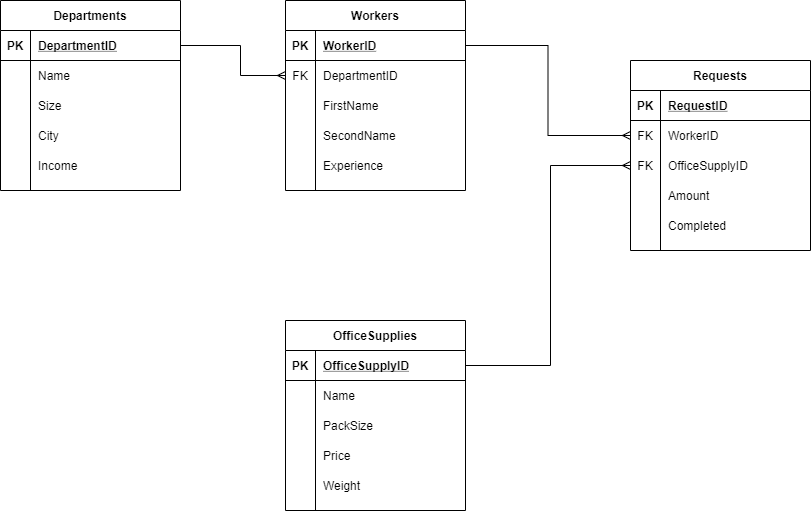 Departments
PK DepartmentID
Name
Size
City
Income
Workers
PK WorkerID
FK DepartmentID
FirstName
SecondName
Experience
Requests
PK RequestID
FK WorkerID
FK OfficeSupplyID
Amount
Completed
OfficeSupplies
PK OfficeSupplyID
Name
PackSize
Price
Weight